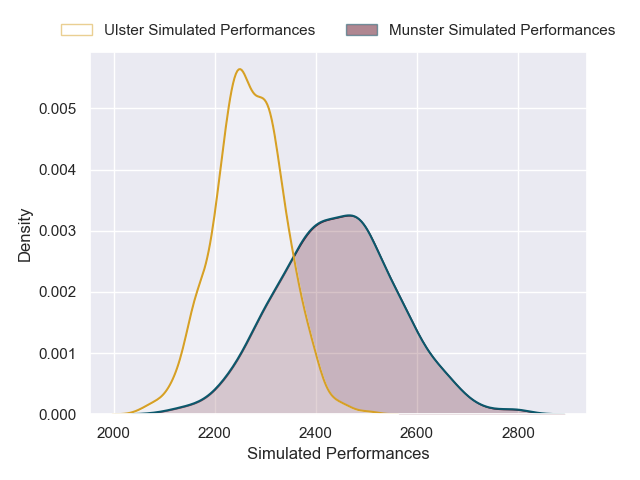 Ulster Simulated Performances Munster Simulated Performances
0.005
0.004
0.003
0.002
0.001
0.000
Density
2000 2200 2400 2600 2800
Simulated Performances